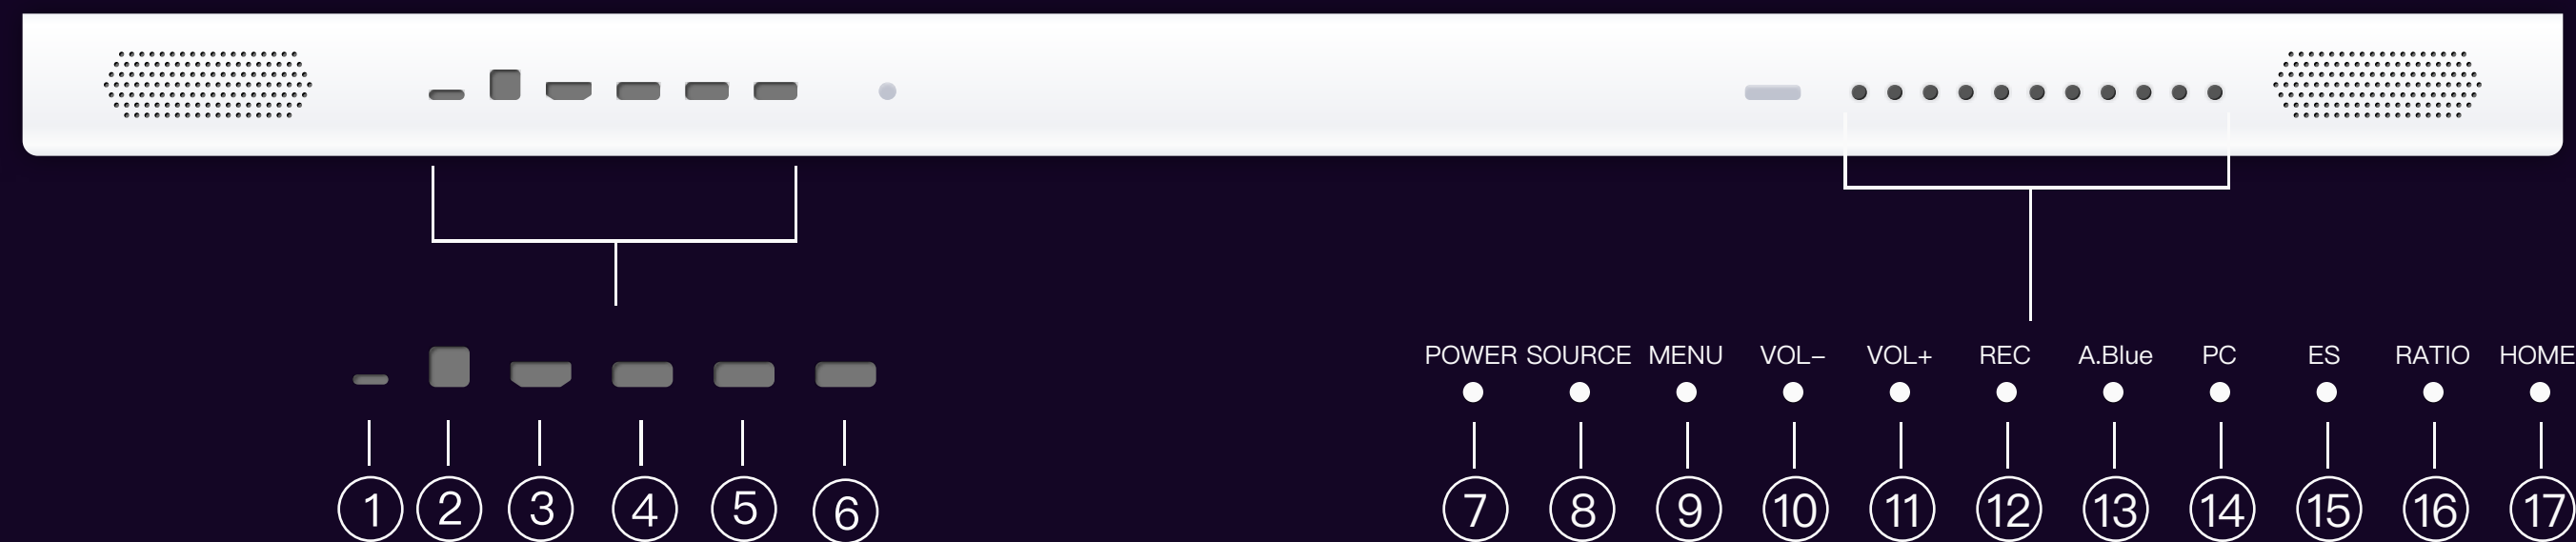 POWER SOURCE MENU VOL– VOL+ REC A.Blue PC ES RATIO HOME
① ② ③ ④ ⑤ ⑥ ⑦ ⑧ ⑨ ⑩ ⑪ ⑫ ⑬ ⑭ ⑮ ⑯ ⑰